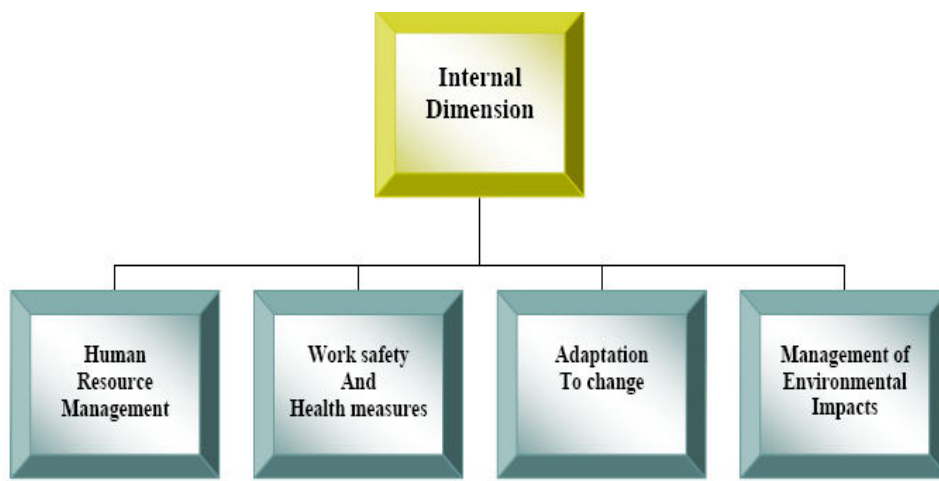 Internal
Dimension
Human
Resource
Management
Work safety
And
Health measures
Adaptation
To change
Management of
Environmental
Impacts